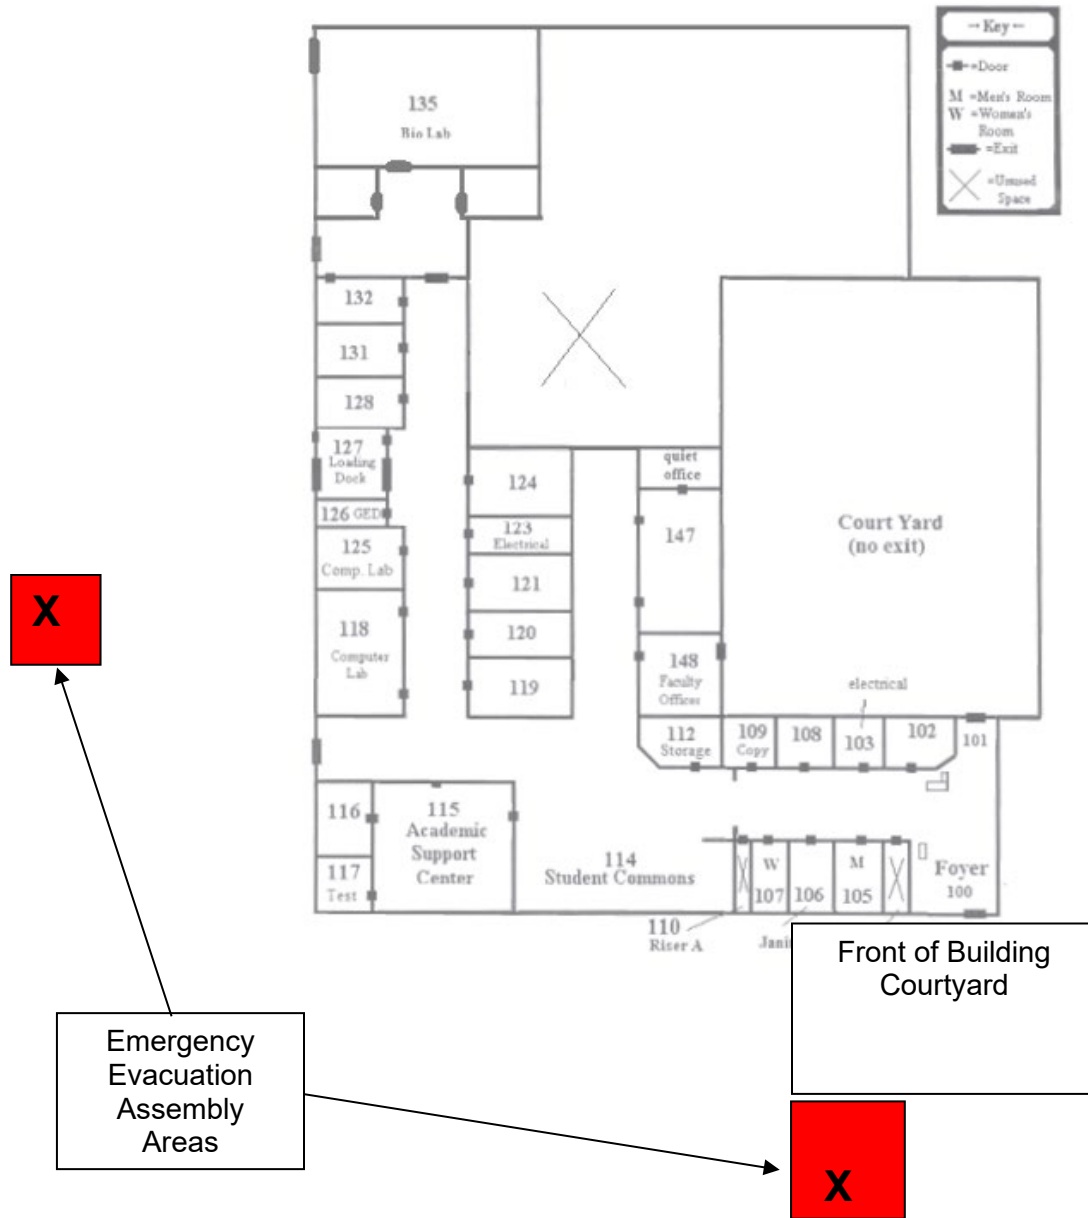 → Key ←
=Door
M =Men's Room
W =Women's
Room
=Exit
=Unused
Space
135
Bio Lab
132
131
128
127
Loading
Dock
126 GED
125
Comp. Lab
118
Computer
Lab
124
123
Electrical
121
120
119
quiet
office
147
148
Faculty
Offices
Court Yard
(no exit)
electrical
112
Storage
109
Copy
108
103
102
101
116
117
Test
115
Academic
Support
Center
114
Student Commons
110
Riser A
W
107
106
M
105
Foyer
100
X
Front of Building
Courtyard
Emergency
Evacuation
Assembly
Areas
X